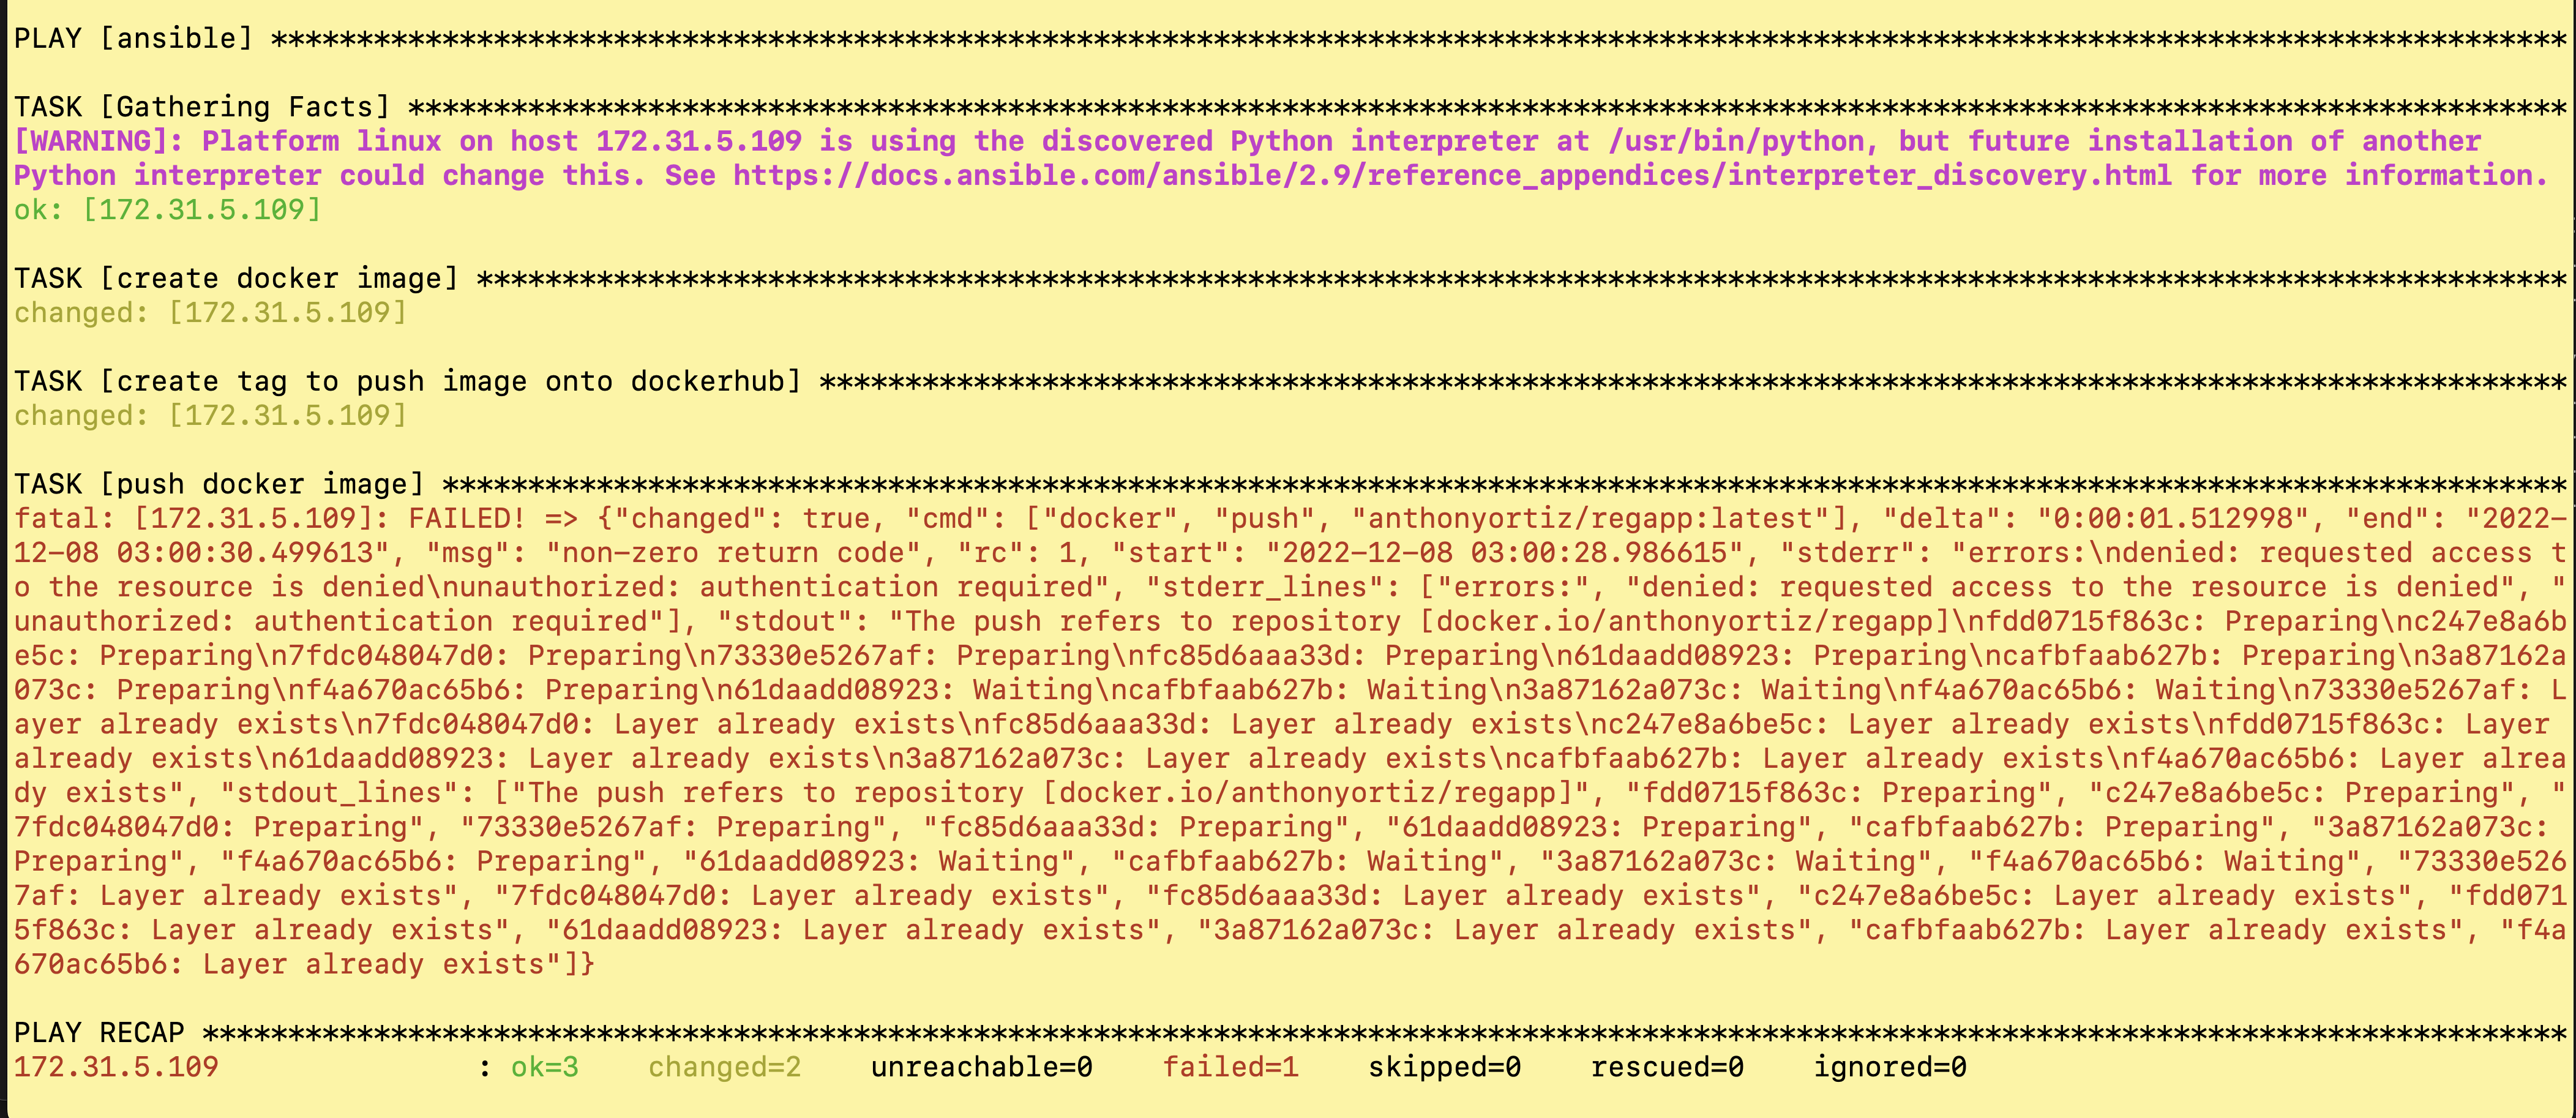 PLAY [ansible] **************************************************************************************************************************************
TASK [Gathering Facts] ******************************************************************************************************************************
[WARNING]: Platform linux on host 172.31.5.109 is using the discovered Python interpreter at /usr/bin/python, but future installation of another
Python interpreter could change this. See https://docs.ansible.com/ansible/2.9/reference_appendices/interpreter_discovery.html for more information.
ok: [172.31.5.109]
TASK [create docker image] **************************************************************************************************************************
changed: [172.31.5.109]
TASK [create tag to push image onto dockerhub] ******************************************************************************************************
changed: [172.31.5.109]
TASK [push docker image] ****************************************************************************************************************************
fatal: [172.31.5.109]: FAILED! => {"changed": true, "cmd": ["docker", "push", "anthonyortiz/regapp:latest"], "delta": "0:00:01.512998", "end": "2022-
12-08 03:00:30.499613", "msg": "non-zero return code", "rc": 1, "start": "2022-12-08 03:00:28.986615", "stderr": "errors:\ndenied: requested access t
o the resource is denied\nunauthorized: authentication required", "stderr_lines": ["errors:", "denied: requested access to the resource is denied", "
unauthorized: authentication required"], "stdout": "The push refers to repository [docker.io/anthonyortiz/regapp]\nfdd0715f863c: Preparing\nc247e8a6b
e5c: Preparing\n7fdc048047d0: Preparing\n73330e5267af: Preparing\nfc85d6aaa33d: Preparing\n61daadd08923: Preparing\ncafbfaab627b: Preparing\n3a87162a
073c: Preparing\nf4a670ac65b6: Preparing\n61daadd08923: Waiting\ncafbfaab627b: Waiting\n3a87162a073c: Waiting\nf4a670ac65b6: Waiting\n73330e5267af: L
ayer already exists\n7fdc048047d0: Layer already exists\nfc85d6aaa33d: Layer already exists\nc247e8a6be5c: Layer already exists\nfdd0715f863c: Layer
already exists\n61daadd08923: Layer already exists\n3a87162a073c: Layer already exists\ncafbfaab627b: Layer already exists\nf4a670ac65b6: Layer alrea
dy exists", "stdout_lines": ["The push refers to repository [docker.io/anthonyortiz/regapp]", "fdd0715f863c: Preparing", "c247e8a6be5c: Preparing", "
7fdc048047d0: Preparing", "73330e5267af: Preparing", "fc85d6aaa33d: Preparing", "61daadd08923: Preparing", "cafbfaab627b: Preparing", "3a87162a073c:
Preparing", "f4a670ac65b6: Preparing", "61daadd08923: Waiting", "cafbfaab627b: Waiting", "3a87162a073c: Waiting", "f4a670ac65b6: Waiting", "73330e526
7af: Layer already exists", "7fdc048047d0: Layer already exists", "fc85d6aaa33d: Layer already exists", "c247e8a6be5c: Layer already exists", "fdd071
5f863c: Layer already exists", "61daadd08923: Layer already exists", "3a87162a073c: Layer already exists", "cafbfaab627b: Layer already exists", "f4a
670ac65b6: Layer already exists"]}
PLAY RECAP ******************************************************************************************************************************************
172.31.5.109               : ok=3    changed=2    unreachable=0    failed=1    skipped=0    rescued=0    ignored=0